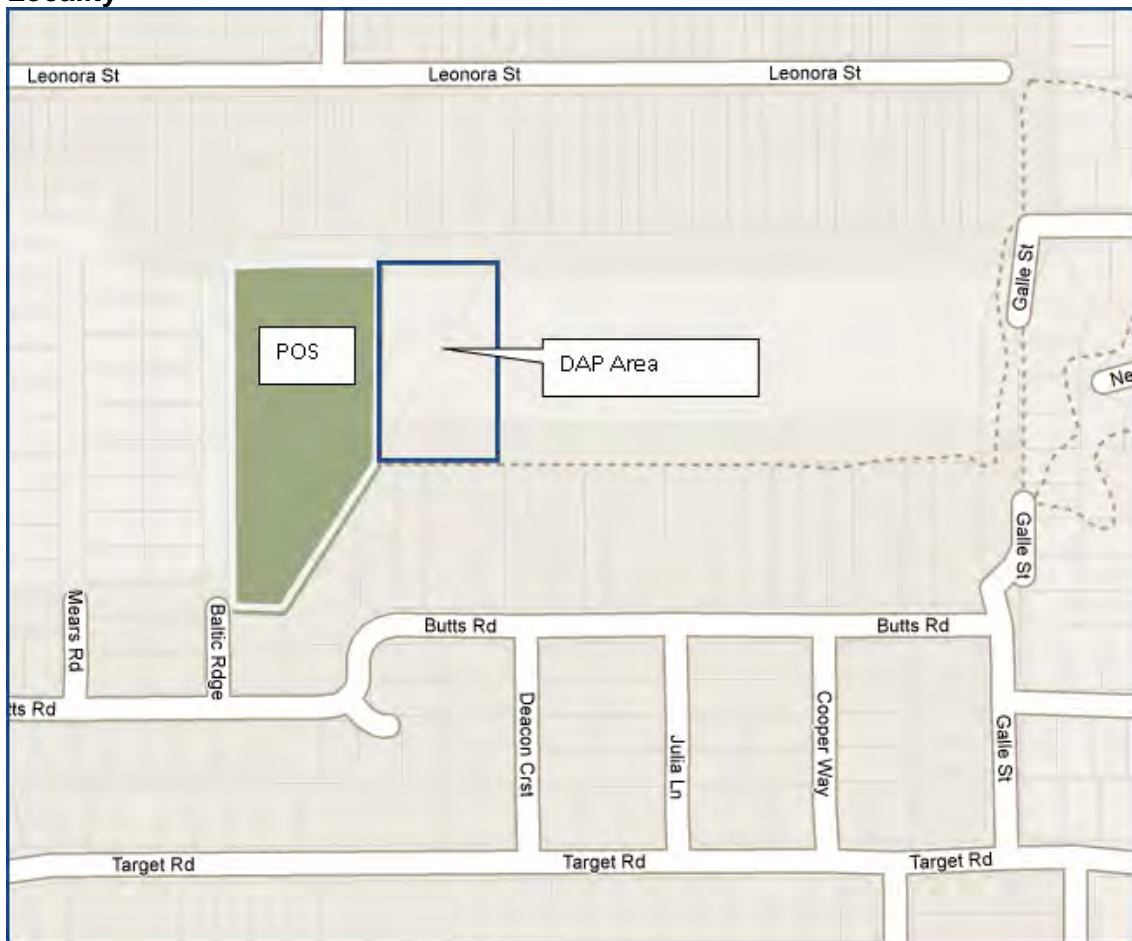 Leonora St Leonora St Leonora St
Galle St
POS
DAP Area
Ne
Galle St
Mears Rd
Baltic Rdge
Butts Rd Butts Rd
tts Rd
Deacon Crst
Julia Ln
Cooper Way
Galle St
Target Rd Target Rd Target Rd